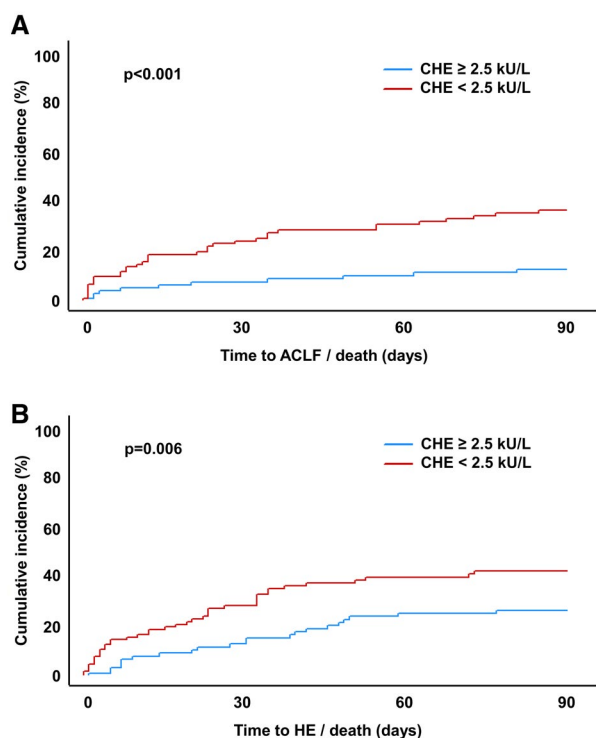 A
Cumulative incidence (%)
100
80
60
40
20
0
p<0.001
CHE ≥ 2.5 kU/L
CHE < 2.5 kU/L
0 30 60 90
Time to ACLF / death (days)
B
Cumulative incidence (%)
100
80
60
40
20
0
p=0.006
CHE ≥ 2.5 kU/L
CHE < 2.5 kU/L
0 30 60 90
Time to HE / death (days)